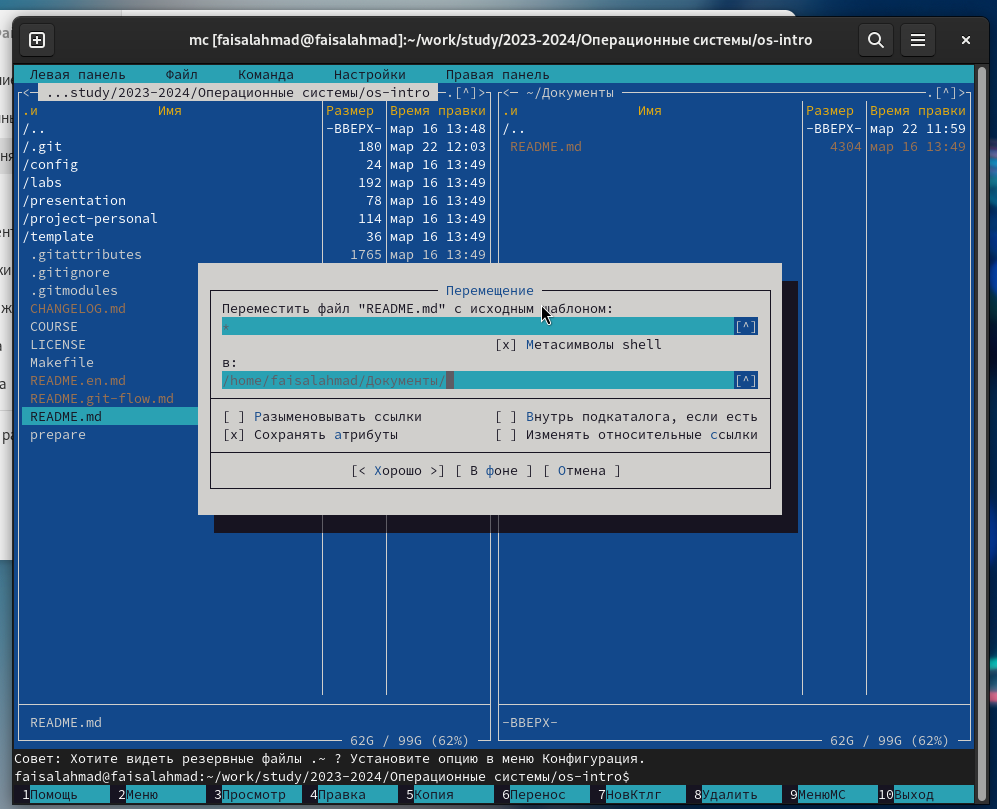 mc [faisalahmad@faisalahmad]:~/work/study/2023-2024/Операционные системы/os-intro
Левая панель Файл Команда Настройки Правая панель
<— ...study/2023-2024/Операционные системы/os-intro —.[^]>
.и Имя Размер Время правки
/.. -ВВЕРХ- мар 16 13:48
/.git 180 мар 22 12:03
/config 24 мар 16 13:49
/labs 192 мар 16 13:49
/presentation 78 мар 16 13:49
/project-personal 114 мар 16 13:49
/template 36 мар 16 13:49
.gitattributes 1765 мар 16 13:49
.gitignore
.gitmodules
CHANGELOG.md
COURSE
LICENSE
Makefile
README.en.md
README.git-flow.md
README.md
prepare
README.md
62G / 99G (62%)
<— ~/Документы .[^]>
.и Имя Размер Время правки
/.. -ВВЕРХ- мар 22 11:59
README.md 4304 мар 16 13:49
-ВВЕРХ-
62G / 99G (62%)
Перемещение
Переместить файл "README.md" с исходным шаблоном:
* [^]
[x] Метасимволы shell
в:
/home/faisalahmad/Документы/ [^]
[ ] Разыменовывать ссылки [ ] Внутрь подкаталога, если есть
[x] Сохранять атрибуты [ ] Изменять относительные ссылки
[< Хорошо >] [ В фоне ] [ Отмена ]
Совет: Хотите видеть резервные файлы .~ ? Установите опцию в меню Конфигурация.
faisalahmad@faisalahmad:~/work/study/2023-2024/Операционные системы/os-intro$
1Помощь 2Меню 3Просмотр 4Правка 5Копия 6Перенос 7НовКтлг 8Удалить 9МенюМС 10Выход